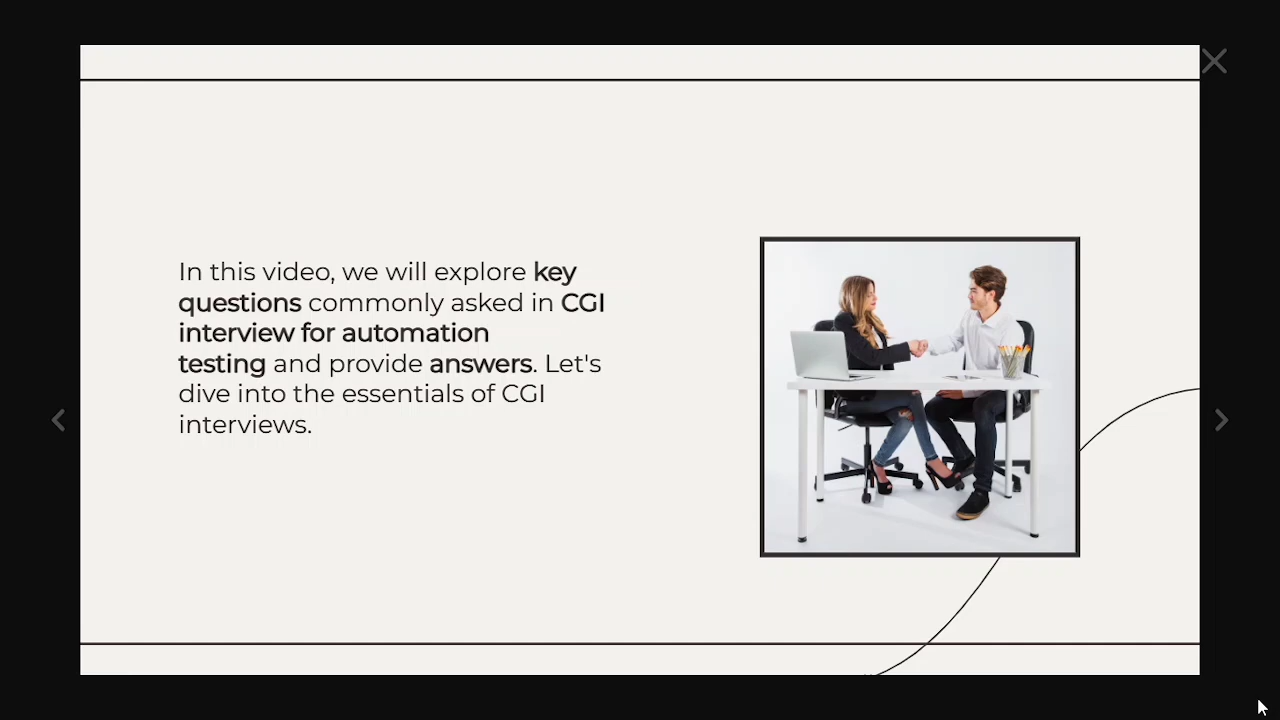 In this video, we will explore key
questions commonly asked in CGI
interview for automation
testing and provide answers. Let's
dive into the essentials of CGI
interviews.